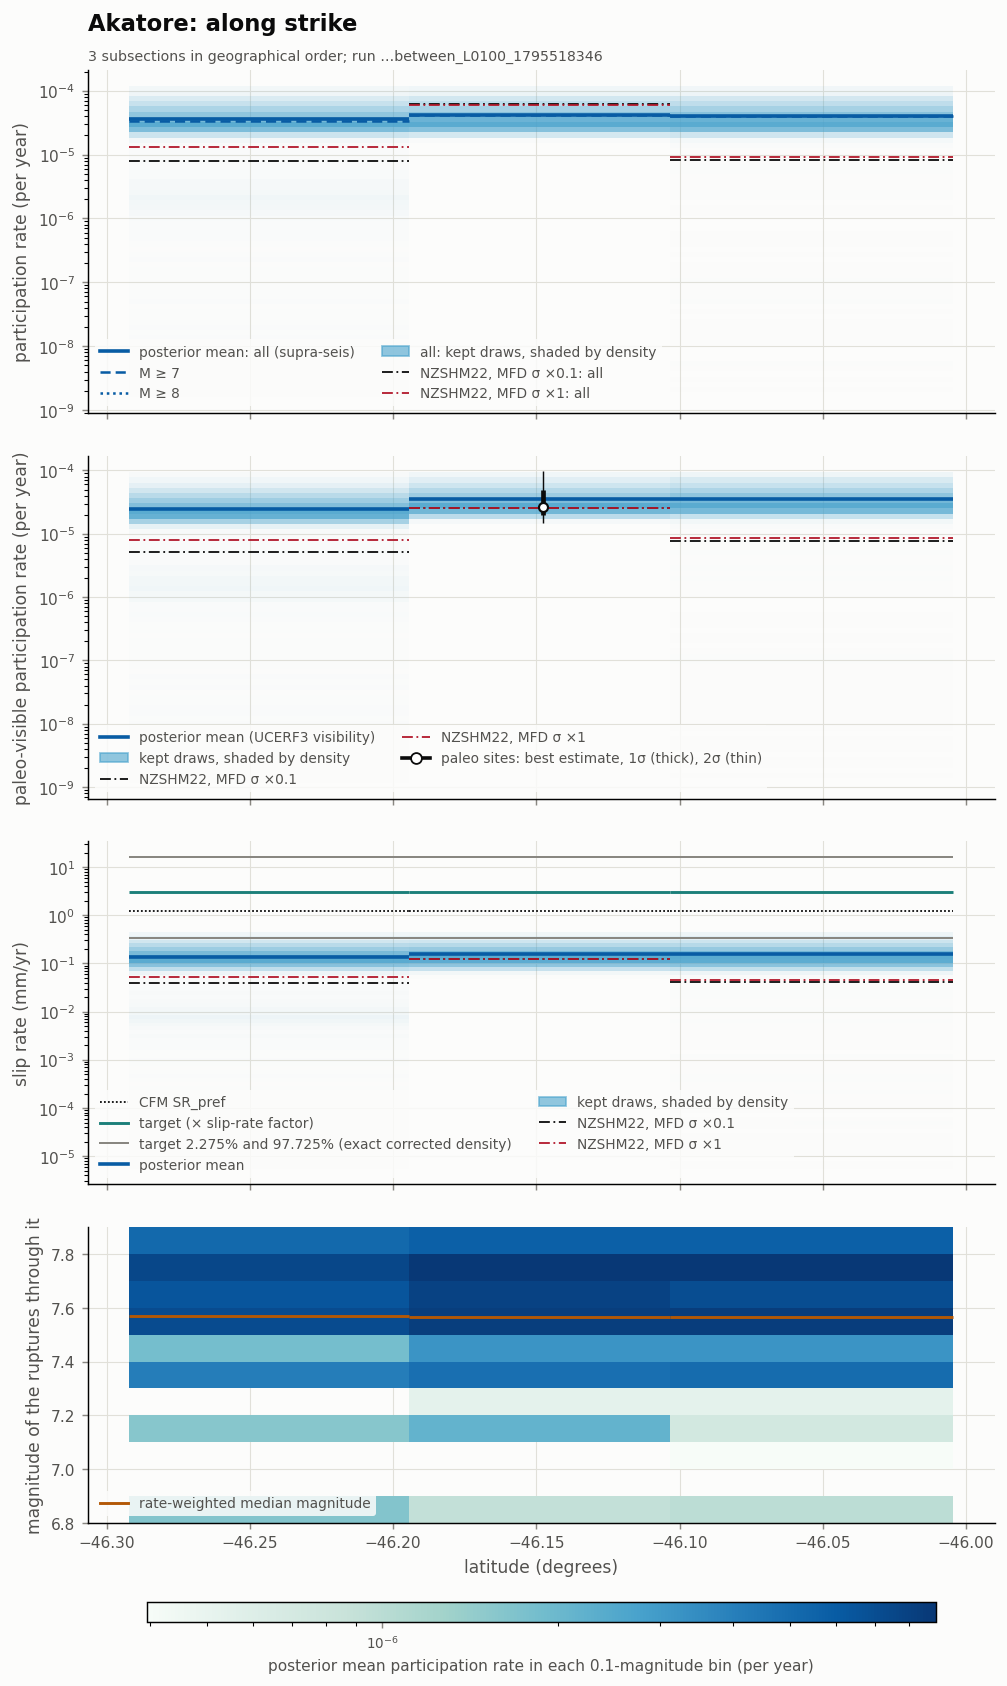 Akatore: along strike
3 subsections in geographical order; run ...between_L0100_1795518346
participation rate (per year)
10⁻⁴
10⁻⁵
10⁻⁶
10⁻⁷
10⁻⁸
10⁻⁹
posterior mean: all (supra-seis)
M ≥ 7
M ≥ 8
all: kept draws, shaded by density
NZSHM22, MFD σ ×0.1: all
NZSHM22, MFD σ ×1: all
paleo-visible participation rate (per year)
10⁻⁴
10⁻⁵
10⁻⁶
10⁻⁷
10⁻⁸
10⁻⁹
posterior mean (UCERF3 visibility)
kept draws, shaded by density
NZSHM22, MFD σ ×0.1
NZSHM22, MFD σ ×1
paleo sites: best estimate, 1σ (thick), 2σ (thin)
slip rate (mm/yr)
10¹
10⁰
10⁻¹
10⁻²
10⁻³
10⁻⁴
10⁻⁵
CFM SR_pref
target (× slip-rate factor)
target 2.275% and 97.725% (exact corrected density)
posterior mean
kept draws, shaded by density
NZSHM22, MFD σ ×0.1
NZSHM22, MFD σ ×1
magnitude of the ruptures through it
7.8
7.6
7.4
7.2
7.0
6.8
rate-weighted median magnitude
−46.30 −46.25 −46.20 −46.15 −46.10 −46.05 −46.00
latitude (degrees)
10⁻⁶
posterior mean participation rate in each 0.1-magnitude bin (per year)